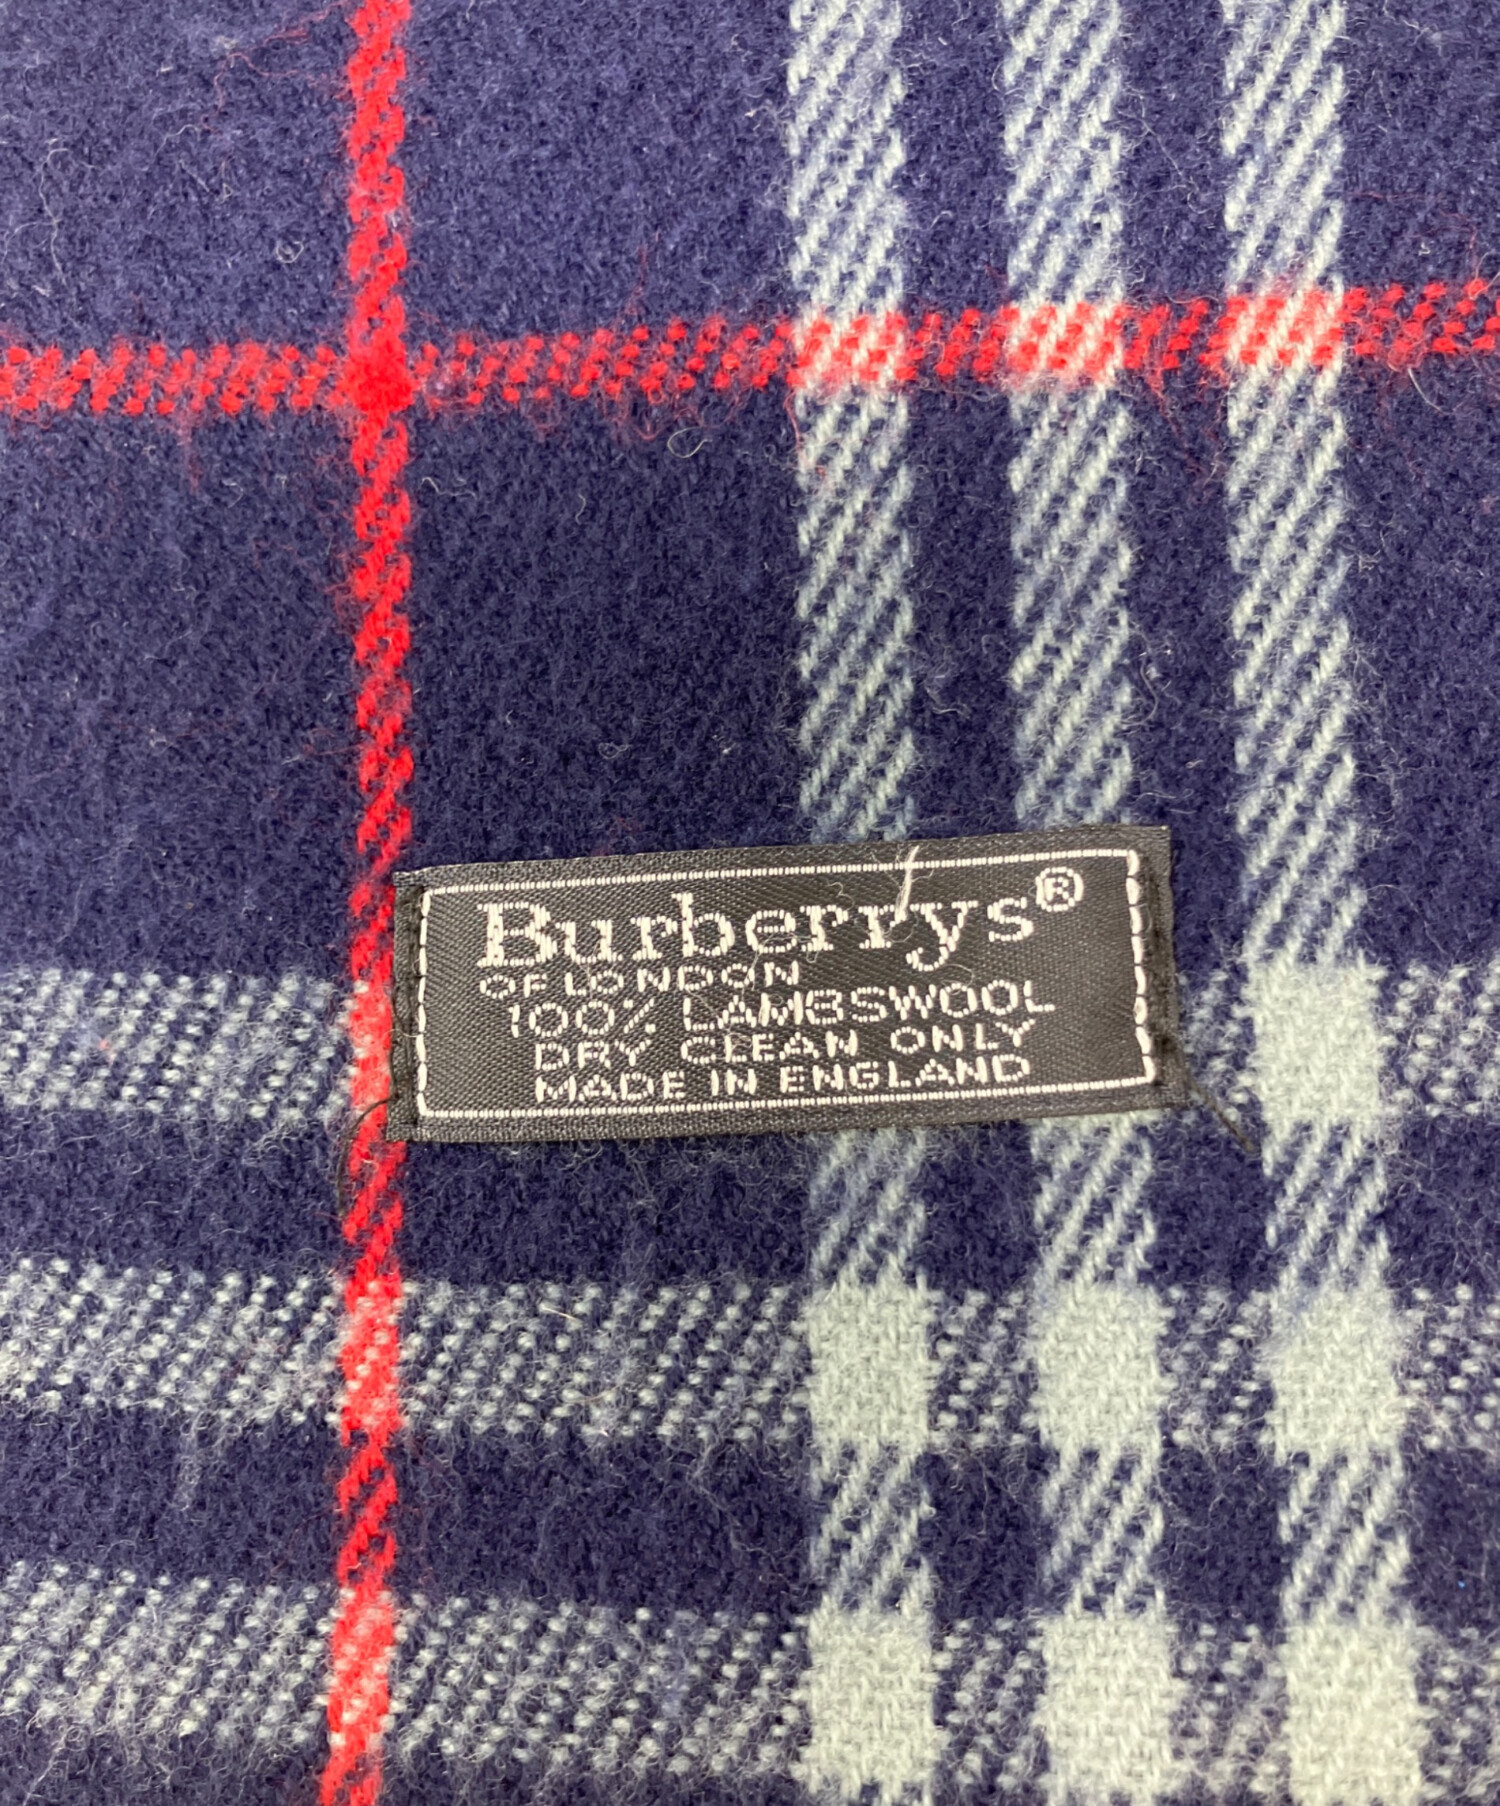 Burberrys®
OF LONDON
100% LAMBSWOOL
DRY CLEAN ONLY
MADE IN ENGLAND